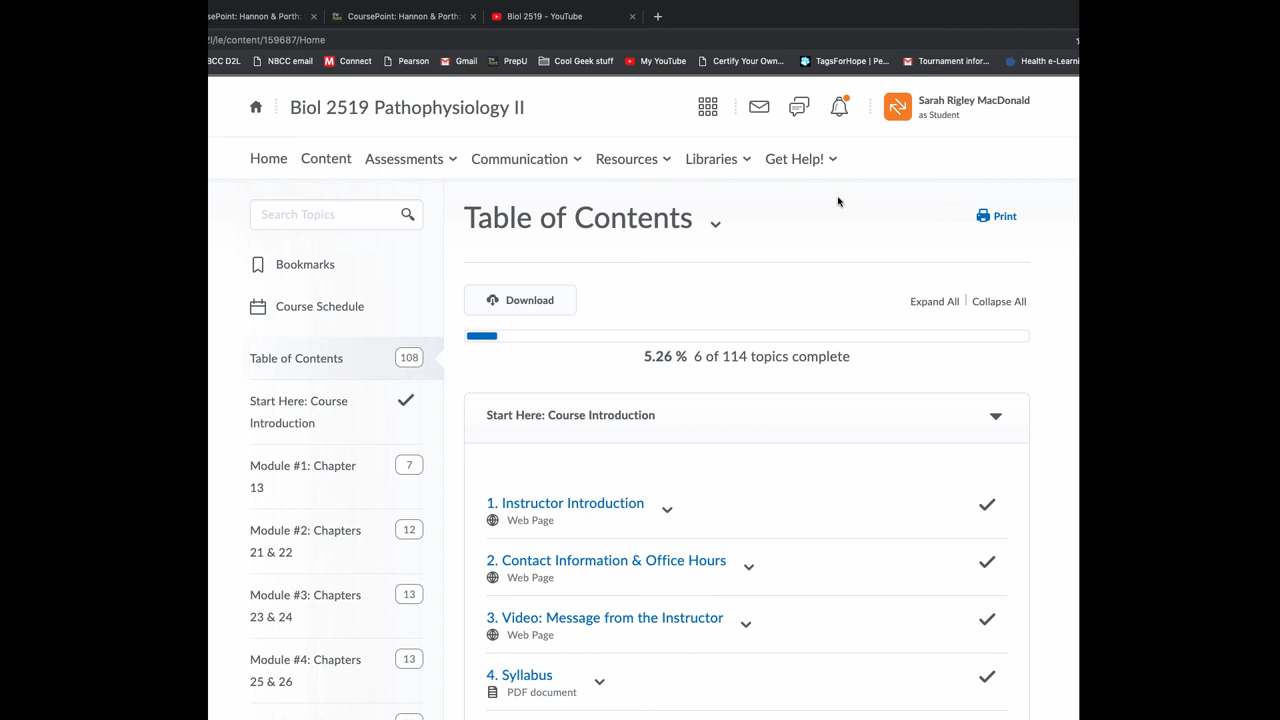 sePoint: Hannon & Porth: CoursePoint: Hannon & Porth: Biol 2519 - YouTube
2l/le/content/159687/Home
BCC D2L NBCC email Connect Pearson Gmail PrepU Cool Geek stuff My YouTube Certify Your Own... TagsForHope | Pe... Tournament infor... Health e-Learni
Biol 2519 Pathophysiology II
Sarah Rigley MacDonald
as Student
Home Content Assessments Communication Resources Libraries Get Help!
Search Topics
Bookmarks
Course Schedule
Table of Contents 108
Start Here: Course
Introduction
Module #1: Chapter 7
13
Module #2: Chapters 12
21 & 22
Module #3: Chapters 13
23 & 24
Module #4: Chapters 13
25 & 26
Table of Contents
Print
Download
Expand All | Collapse All
5.26 % 6 of 114 topics complete
Start Here: Course Introduction
1. Instructor Introduction
Web Page
2. Contact Information & Office Hours
Web Page
3. Video: Message from the Instructor
Web Page
4. Syllabus
PDF document